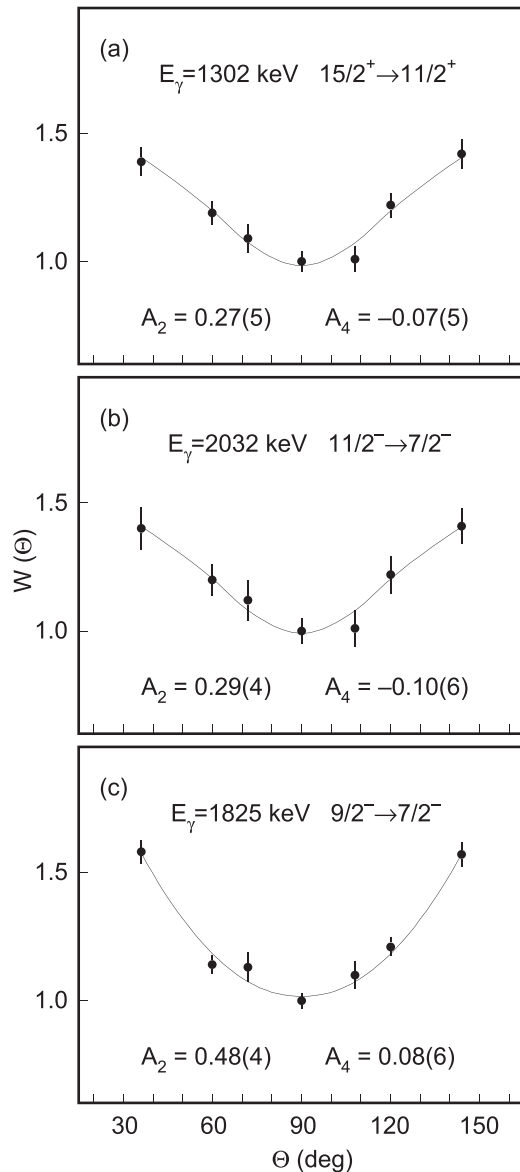 (a)
E_γ=1302 keV 15/2⁺→11/2⁺
1.5
1.0
A₂ = 0.27(5) A₄ = –0.07(5)
(b)
E_γ=2032 keV 11/2⁻→7/2⁻
1.5
W (Θ)
1.0
A₂ = 0.29(4) A₄ = –0.10(6)
(c)
E_γ=1825 keV 9/2⁻→7/2⁻
1.5
1.0
A₂ = 0.48(4) A₄ = 0.08(6)
30 60 90 120 150
Θ (deg)